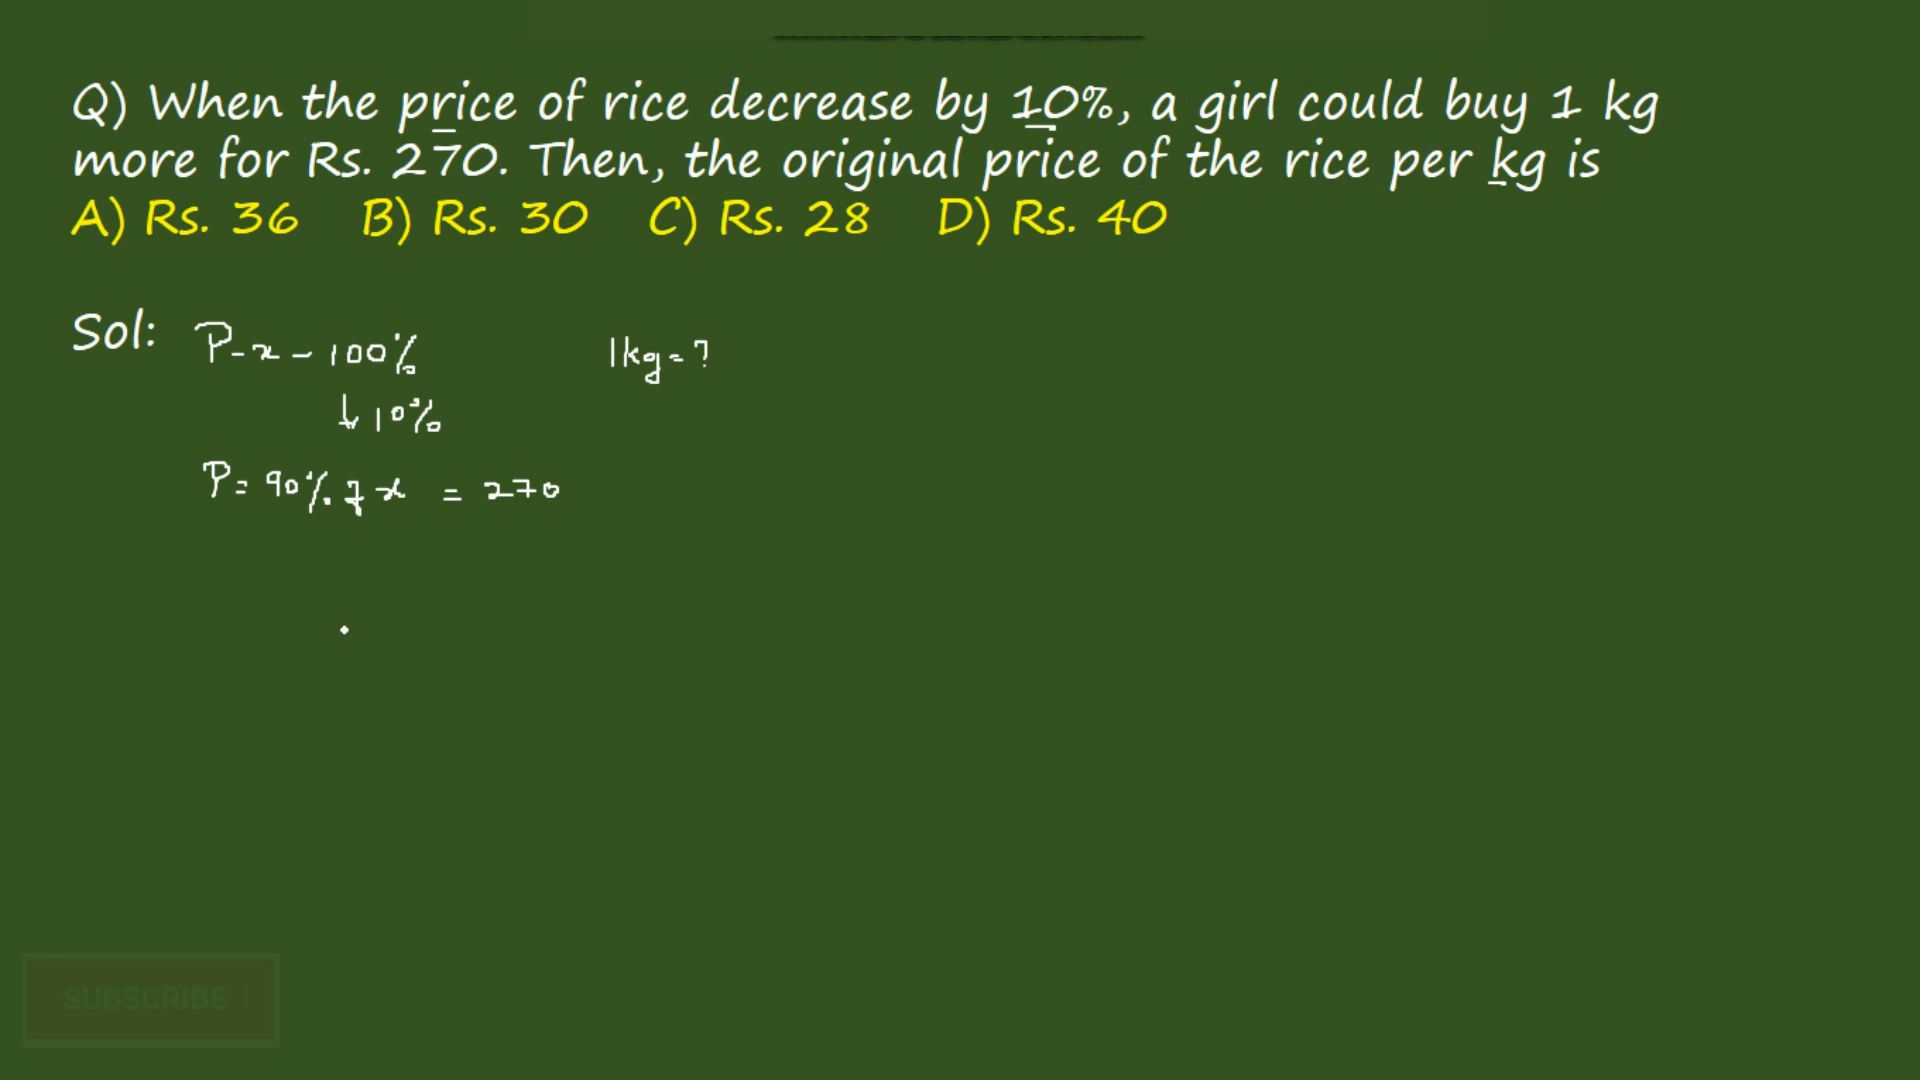 Q) When the price of rice decrease by 10%, a girl could buy 1 kg
more for Rs. 270. Then, the original price of the rice per kg is
A) Rs. 36 B) Rs. 30 C) Rs. 28 D) Rs. 40
Sol: P-x-100% 1kg=?
↓10%
P= 90% of x = 270
SUBSCRIBE